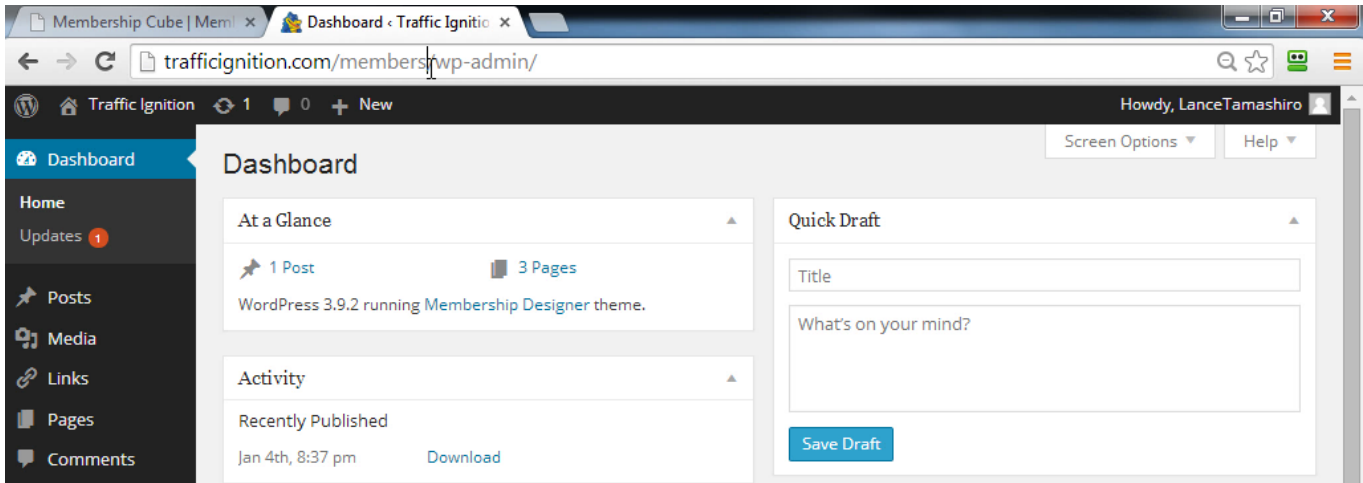 Membership Cube | Meml
Dashboard ‹ Traffic Ignitio
trafficignition.com/members/wp-admin/
Traffic Ignition 1 0 + New Howdy, LanceTamashiro
Dashboard
Home
Updates 1
Posts
Media
Links
Pages
Comments
Screen Options Help
Dashboard
At a Glance
1 Post 3 Pages
WordPress 3.9.2 running Membership Designer theme.
Activity
Recently Published
Jan 4th, 8:37 pm Download
Quick Draft
Title
What's on your mind?
Save Draft